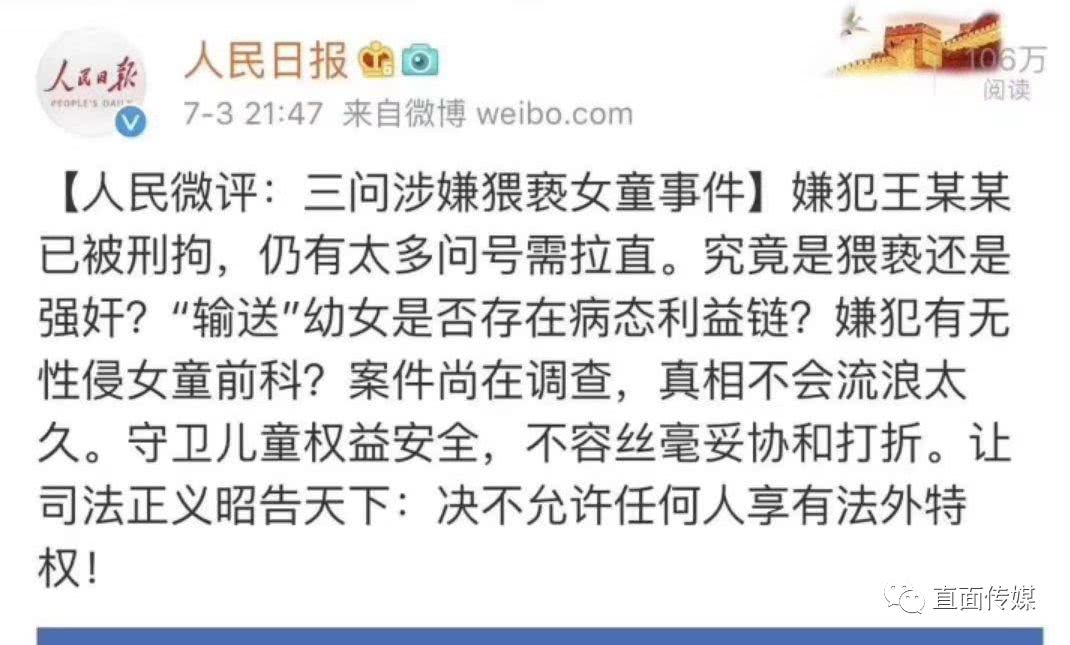 人民日报
PEOPLE'S DAILY
人民日报
7-3 21:47 来自微博 weibo.com
106万
阅读
【人民微评：三问涉嫌猥亵女童事件】嫌犯王某某
已被刑拘，仍有太多问号需拉直。究竟是猥亵还是
强奸？“输送”幼女是否存在病态利益链？嫌犯有无
性侵女童前科？案件尚在调查，真相不会流浪太
久。守卫儿童权益安全，不容丝毫妥协和打折。让
司法正义昭告天下：决不允许任何人享有法外特
权！
直面传媒